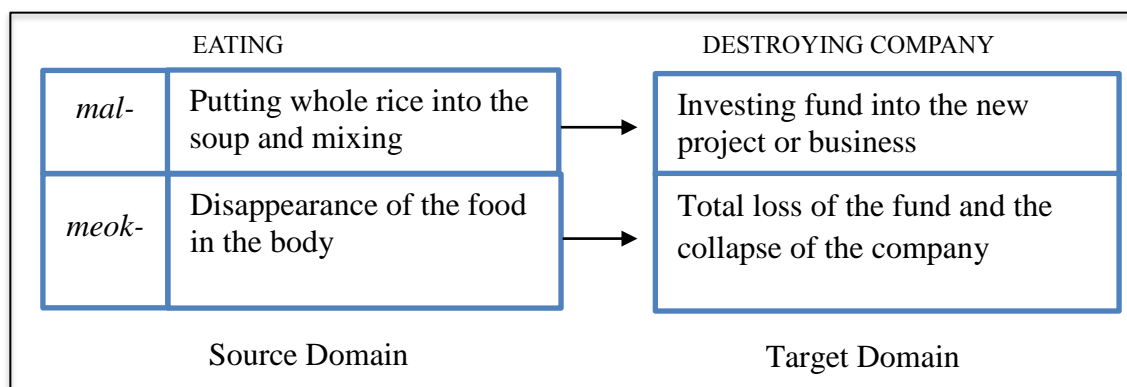 EATING
DESTROYING COMPANY
mal-
Putting whole rice into the
soup and mixing
Investing fund into the new
project or business
meok-
Disappearance of the food
in the body
Total loss of the fund and the
collapse of the company
Source Domain
Target Domain